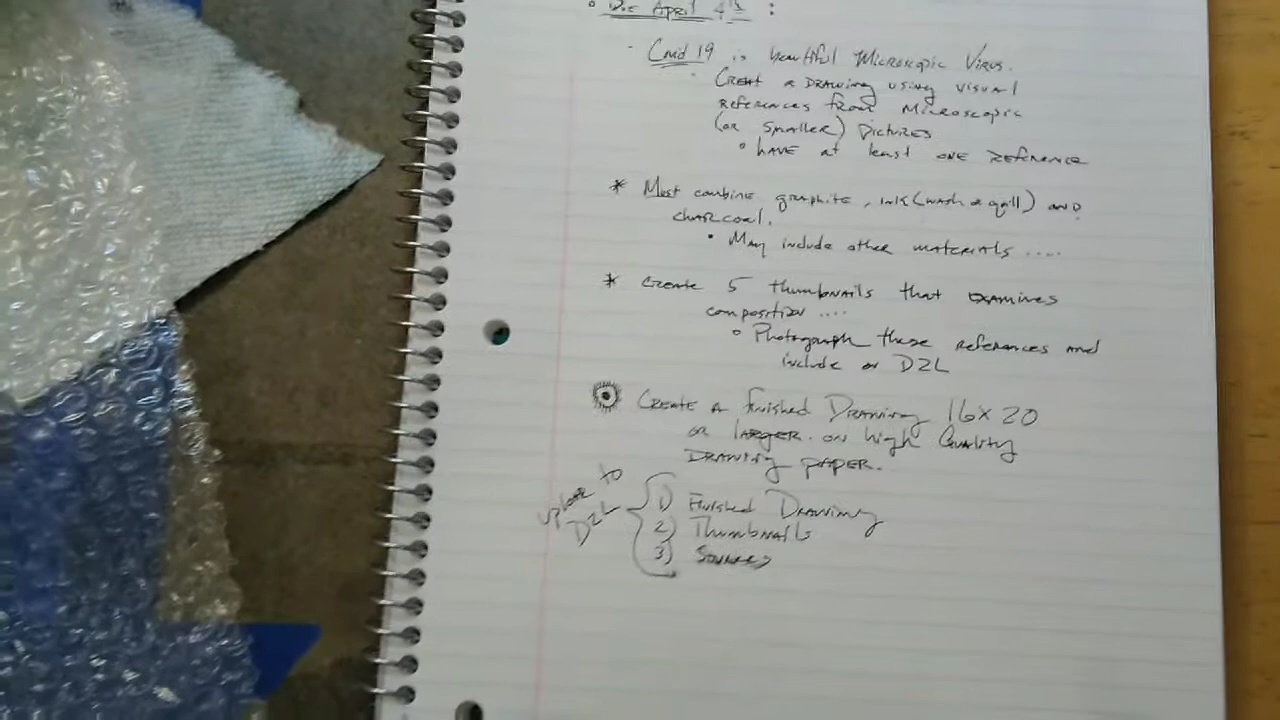 • Due April 4th :
- Covid 19 is beautiful Microscopic Virus.
• Creat a Drawing using visual
References from Microscopic
(or smaller) Pictures
• Have at least one Reference
* Must combine graphite, ink (wash or quill) and
charcoal.
• May include other materials ....
* Create 5 thumbnails that examines
composition ....
• Photograph these references and
include on D2L
Create a finished Drawing 16x20
or larger on high Quality
Drawing paper.
upload to
D2L
1) Finished Drawing
2) Thumbnails
3) Sources